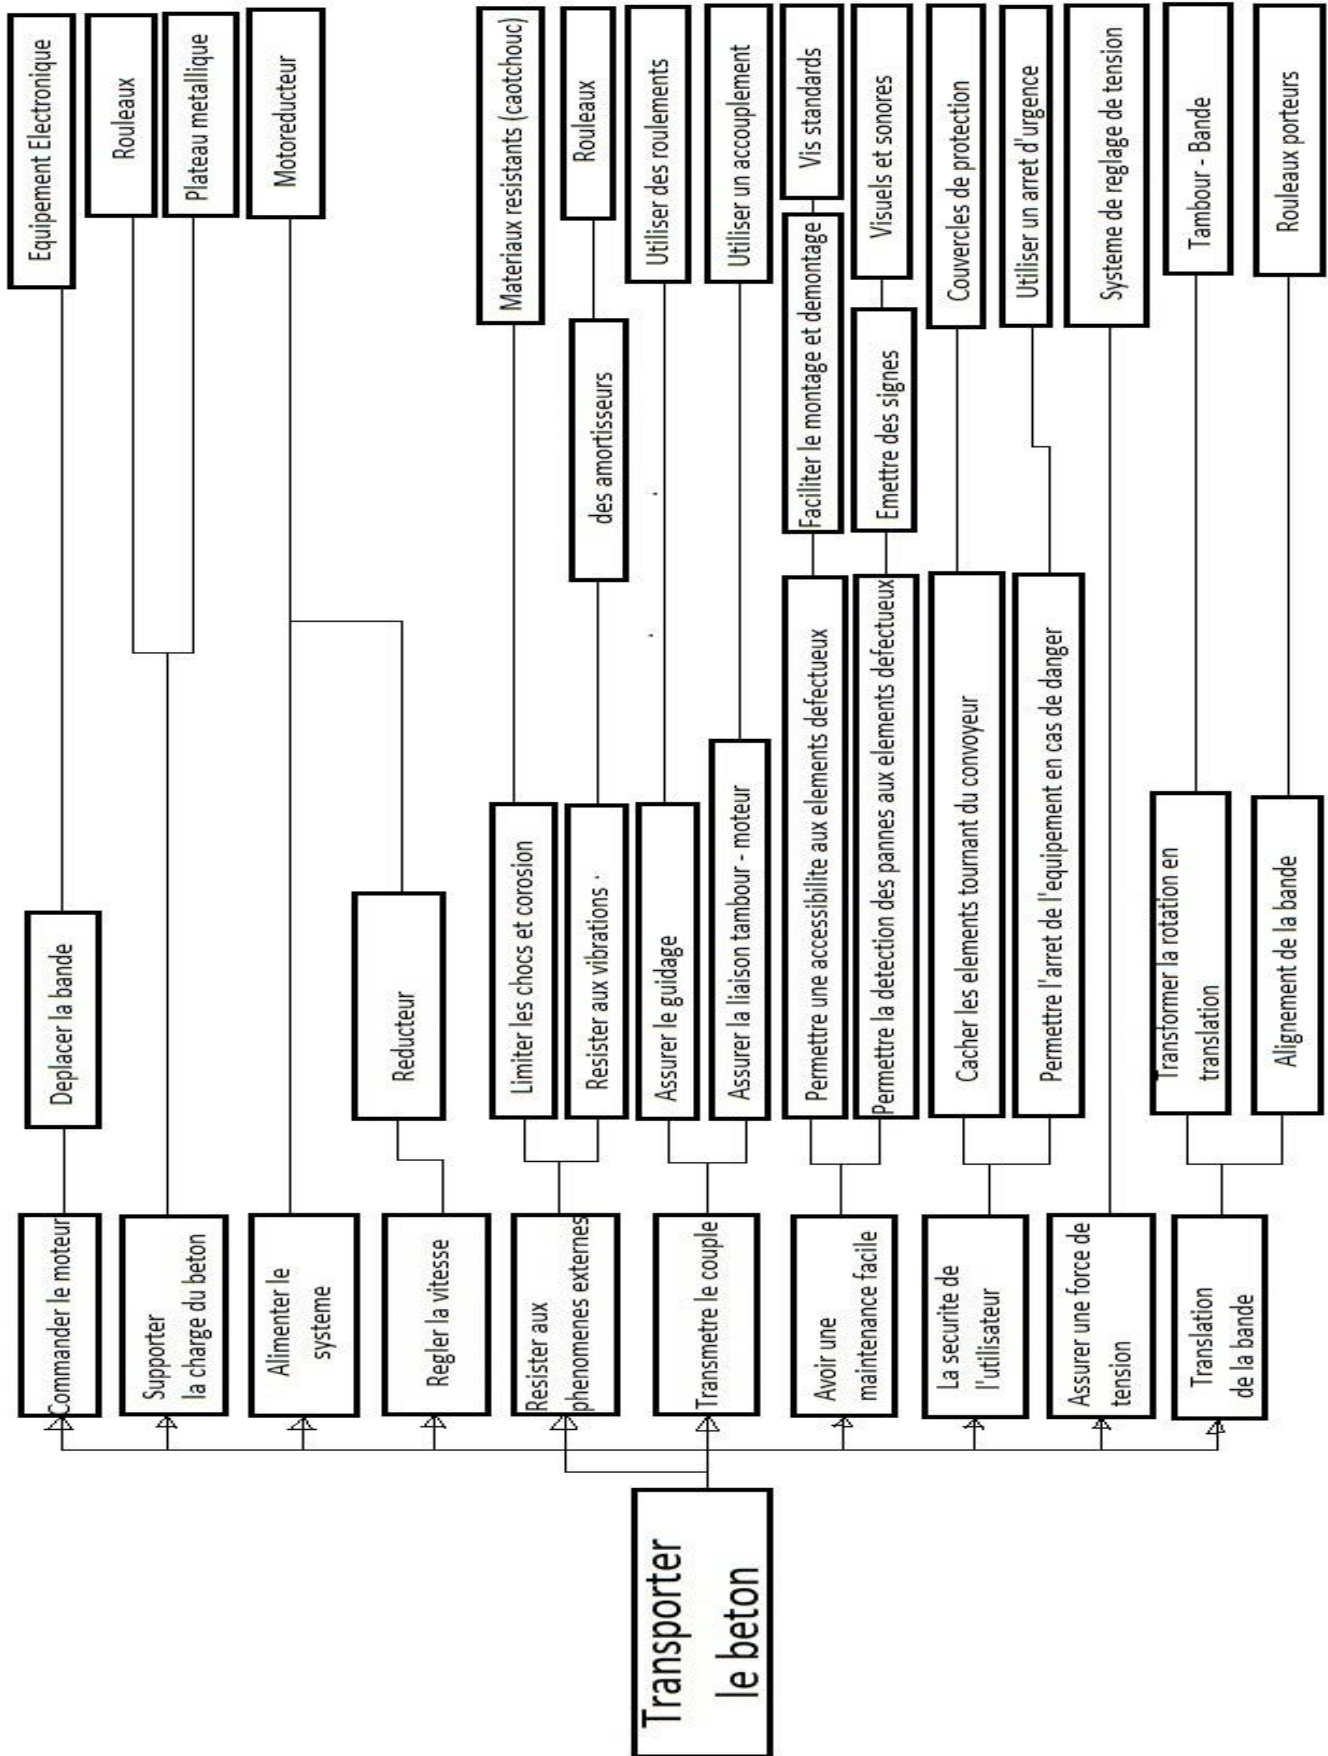 Transporter
le beton
Commander le moteur
Deplacer la bande
Equipement Electronique
Supporter
la charge du beton
Rouleaux
Plateau metallique
Alimenter le
systeme
Motoreducteur
Regler la vitesse
Reducteur
Resister aux
phenomenes externes
Limiter les chocs et corosion
Materiaux resistants (caotchouc)
Resister aux vibrations .
des amortisseurs
Rouleaux
Transmetre le couple
Assurer le guidage
Utiliser des roulements
Assurer la liaison tambour - moteur
Utiliser un accouplement
Avoir une
maintenance facile
Permettre une accessibilite aux elements defectueux
Faciliter le montage et demontage
Vis standards
Permettre la detection des pannes aux elements defectueux
Emettre des signes
Visuels et sonores
La securite de
l'utilisateur
Cacher les elements tournant du convoyeur
Couvercles de protection
Permettre l'arret de l'equipement en cas de danger
Utiliser un arret d'urgence
Assurer une force de
tension
Systeme de reglage de tension
Translation
de la bande
Transformer la rotation en
translation
Tambour - Bande
Alignement de la bande
Rouleaux porteurs